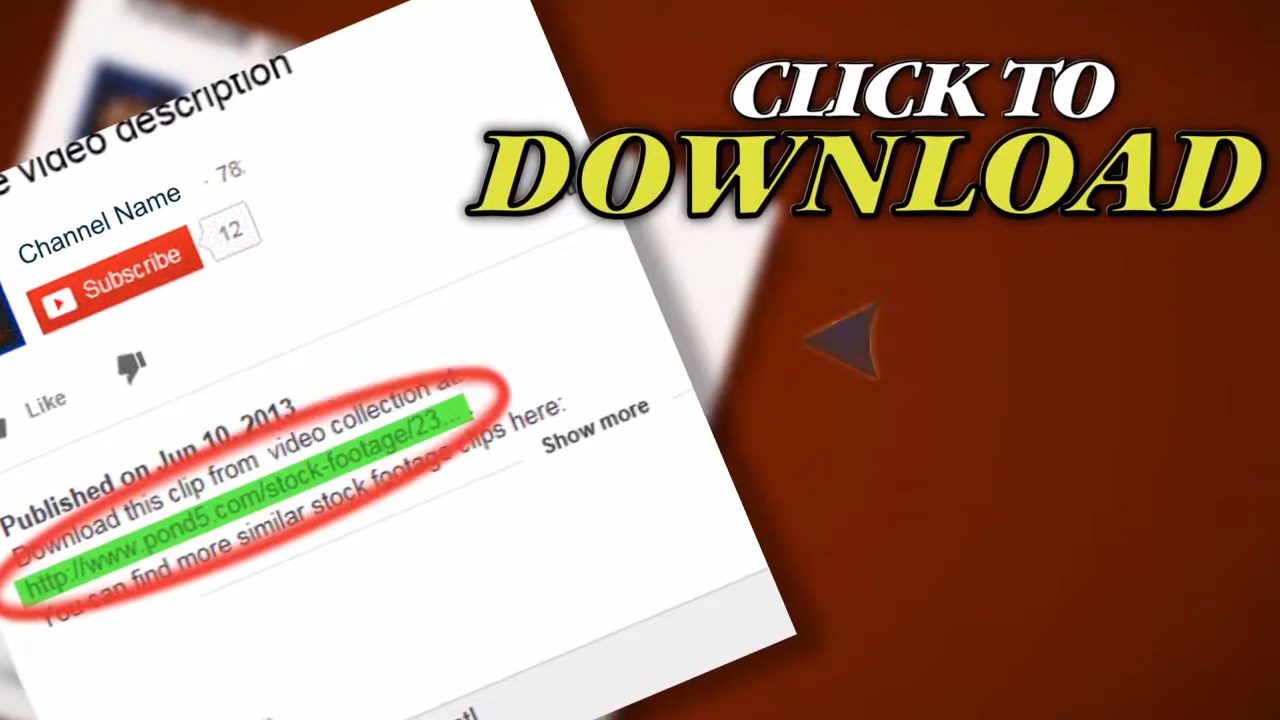 CLICK TO
DOWNLOAD
video description
Channel Name
Subscribe
12
Like
Published on Jun 10, 2013
Download this clip from video collection at:
http://www.pond5.com/stock-footage/23...
You can find more similar stock footage clips here:
Show more